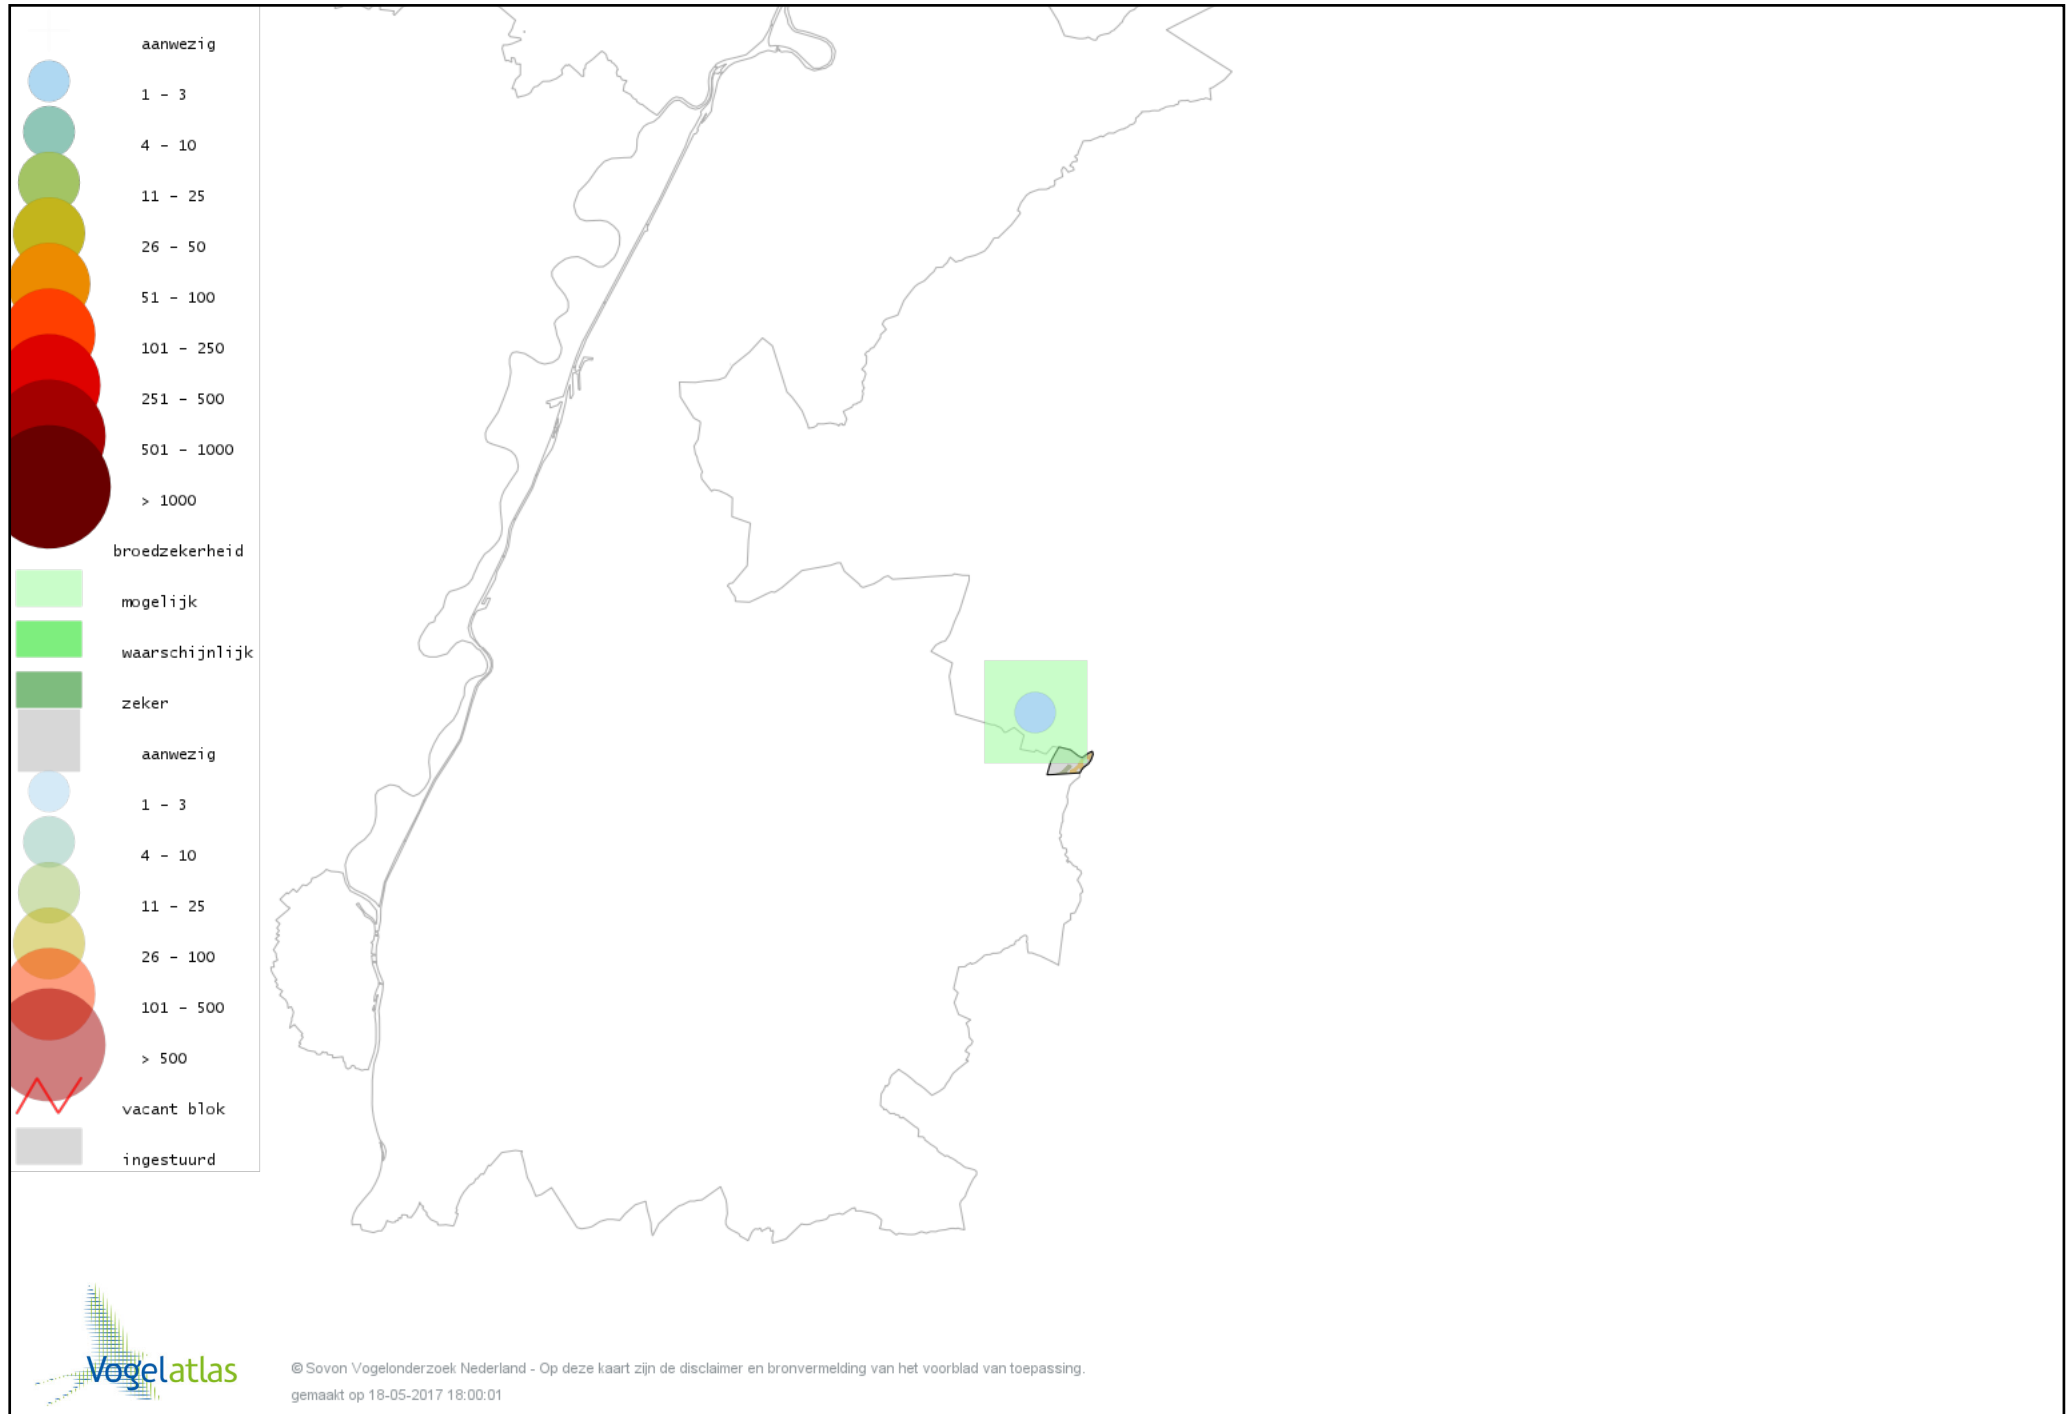 aanwezig
1 - 3
4 - 10
11 - 25
26 - 50
51 - 100
101 - 250
251 - 500
501 - 1000
> 1000
broedzekerheid
mogelijk
waarschijnlijk
zeker
aanwezig
1 - 3
4 - 10
11 - 25
26 - 100
101 - 500
> 500
vacant blok
ingestuurd
Vogelatlas
© Sovon Vogelonderzoek Nederland - Op deze kaart zijn de disclaimer en bronvermelding van het voorblad van toepassing.
gemaakt op 18-05-2017 18:00:01